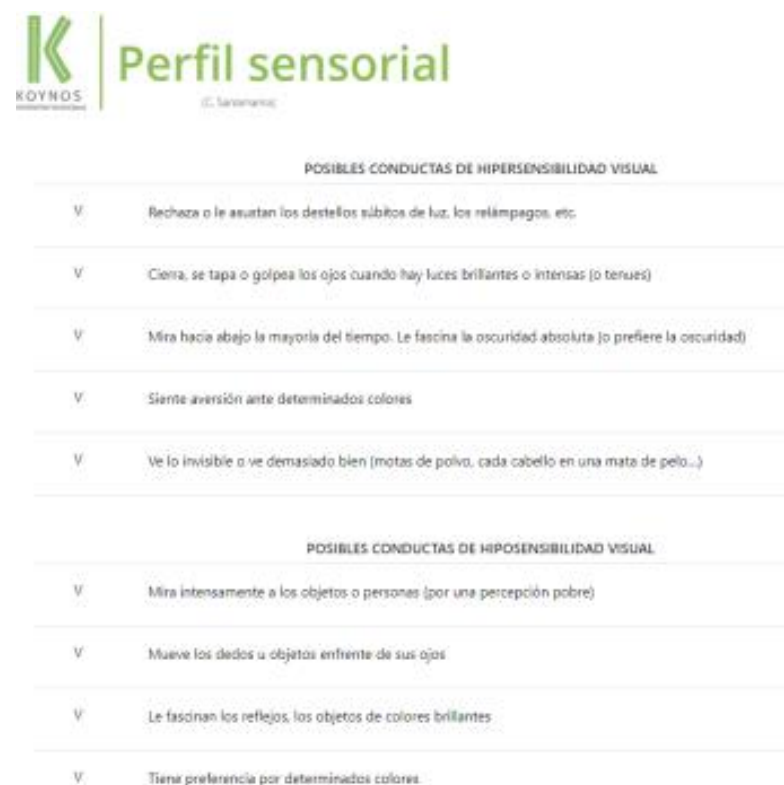 KOYNOS
Perfil sensorial
POSIBLES CONDUCTAS DE HIPERSENSIBILIDAD VISUAL
V Rechaza o le asustan los destellos súbitos de luz, los relámpagos, etc.
V Cierra, se tapa o golpea los ojos cuando hay luces brillantes o intensas (o tenues)
V Mira hacia abajo la mayoría del tiempo. Le fascina la oscuridad absoluta (o prefiere la oscuridad)
V Siente aversión ante determinados colores
V Ve lo invisible o ve demasiado bien (motas de polvo, cada cabello en una mata de pelo...)
POSIBLES CONDUCTAS DE HIPOSENSIBILIDAD VISUAL
V Mira intensamente a los objetos o personas (por una percepción pobre)
V Mueve los dedos u objetos enfrente de sus ojos
V Le fascinan los reflejos, los objetos de colores brillantes
V Tiene preferencia por determinados colores